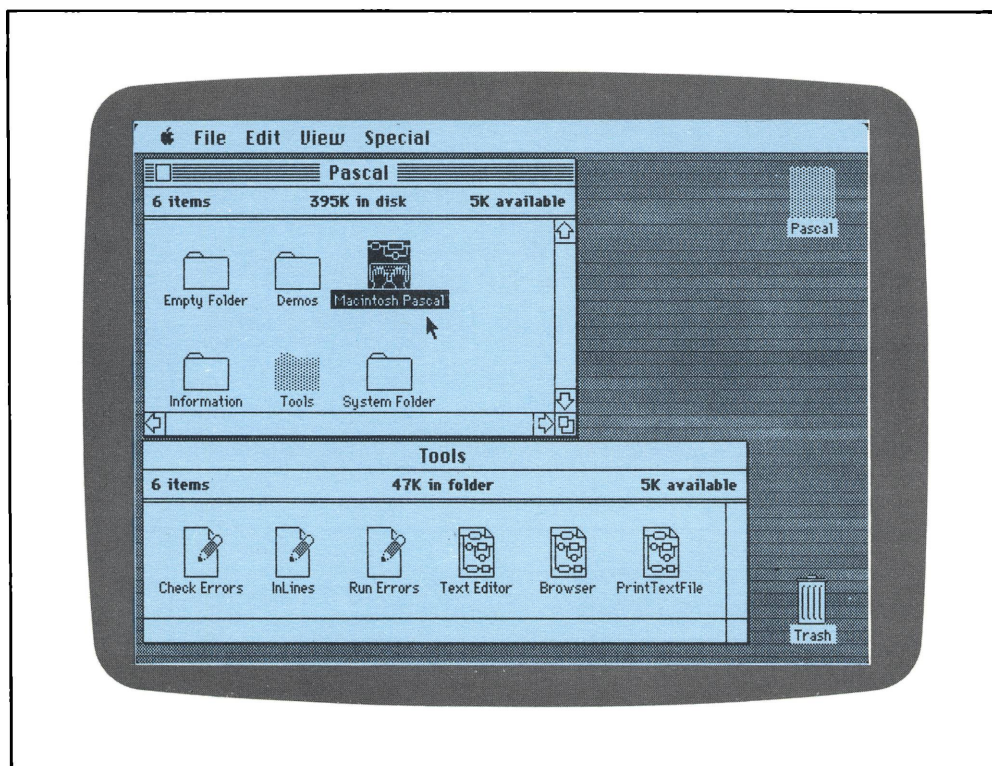 File Edit View Special
Pascal
6 items 395K in disk 5K available
Empty Folder Demos Macintosh Pascal
Information Tools System Folder
Pascal
Tools
6 items 47K in folder 5K available
Check Errors InLines Run Errors Text Editor Browser PrintTextFile
Trash